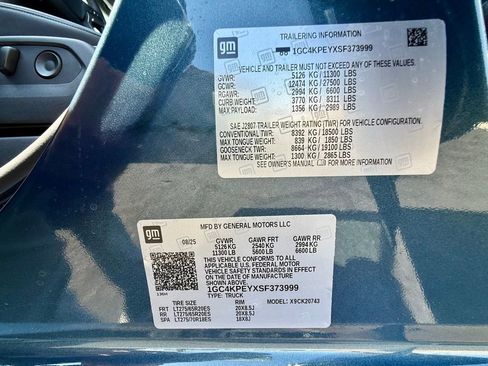 gm
TRAILERING INFORMATION
1GC4KPEYXSF373999
VEHICLE AND TRAILER MUST NOT EXCEED ANY OF THESE VALUES.
GVWR: 5126 KG / 11300 LBS
GCWR: 12474 KG / 27500 LBS
RGAWR: 2994 KG / 6600 LBS
CURB WEIGHT: 3770 KG / 8311 LBS
MAX PAYLOAD: 1356 KG / 2989 LBS
SAE J2807 TRAILER WEIGHT RATING (TWR) FOR VEHICLE CONFIGURATION.
CONVENTIONAL TWR: 8392 KG / 18500 LBS
MAX TONGUE WEIGHT: 839 KG / 1850 LBS
GOOSENECK TWR: 8664 KG / 19100 LBS
MAX TONGUE WEIGHT: 1300 KG / 2865 LBS
SEE OWNER'S MANUAL FOR MORE INFORMATION.
gm
MFD BY GENERAL MOTORS LLC
08/25 GVWR GAWR FRT GAWR RR
5126 KG 2540 KG 2994 KG
11300 LB 5600 LB 6600 LB
THIS VEHICLE CONFORMS TO ALL
APPLICABLE U.S. FEDERAL MOTOR
VEHICLE SAFETY STANDARDS IN
EFFECT ON THE DATE OF
MANUFACTURE SHOWN ABOVE.
1GC4KPEYXSF373999
TYPE: TRUCK
TIRE SIZE RIM MODEL: X9CK20743
FRT LT275/65R20ES 20X8.5J
RR LT275/65R20ES 20X8.5J
SPA LT275/70R18ES 18X8J